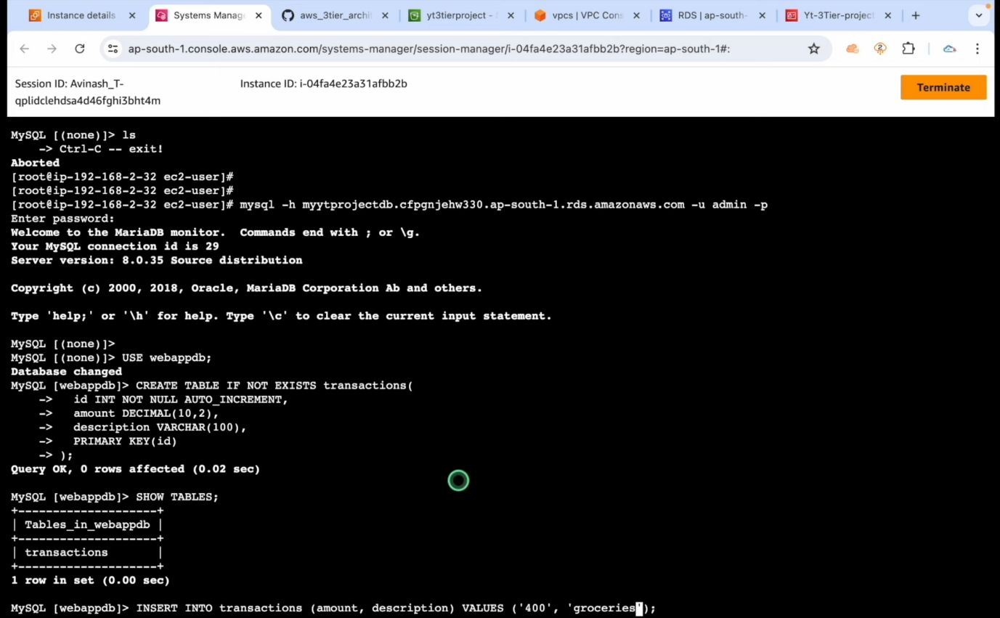 Instance details
Systems Manage
aws_3tier_archi
yt3tierproject -
vpcs | VPC Cons
RDS | ap-south-
Yt-3Tier-project
ap-south-1.console.aws.amazon.com/systems-manager/session-manager/i-04fa4e23a31afbb2b?region=ap-south-1#:
Session ID: Avinash_T-
qplidclehdsa4d46fghi3bht4m
Instance ID: i-04fa4e23a31afbb2b
Terminate
MySQL [(none)]> ls
-> Ctrl-C -- exit!
Aborted
[root@ip-192-168-2-32 ec2-user]#
[root@ip-192-168-2-32 ec2-user]#
[root@ip-192-168-2-32 ec2-user]# mysql -h myytprojectdb.cfpgnjehw330.ap-south-1.rds.amazonaws.com -u admin -p
Enter password:
Welcome to the MariaDB monitor.  Commands end with ; or \g.
Your MySQL connection id is 29
Server version: 8.0.35 Source distribution
Copyright (c) 2000, 2018, Oracle, MariaDB Corporation Ab and others.
Type 'help;' or '\h' for help. Type '\c' to clear the current input statement.
MySQL [(none)]>
MySQL [(none)]> USE webappdb;
Database changed
MySQL [webappdb]> CREATE TABLE IF NOT EXISTS transactions(
->   id INT NOT NULL AUTO_INCREMENT,
->   amount DECIMAL(10,2),
->   description VARCHAR(100),
->   PRIMARY KEY(id)
-> );
Query OK, 0 rows affected (0.02 sec)
MySQL [webappdb]> SHOW TABLES;
+--------------------+
| Tables_in_webappdb |
+--------------------+
| transactions       |
+--------------------+
1 row in set (0.00 sec)
MySQL [webappdb]> INSERT INTO transactions (amount, description) VALUES ('400', 'groceries');